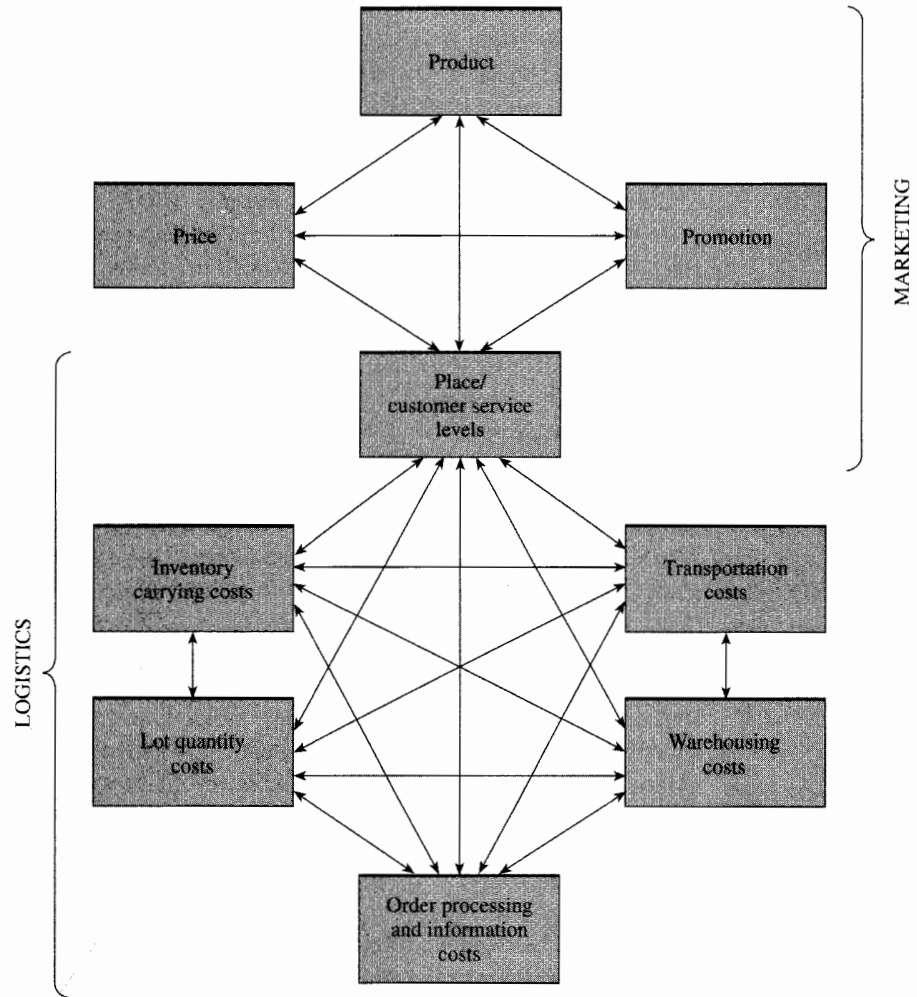 Product
Price
Promotion
MARKETING
Place/
customer service
levels
Inventory
carrying costs
Transportation
costs
LOGISTICS
Lot quantity
costs
Warehousing
costs
Order processing
and information
costs